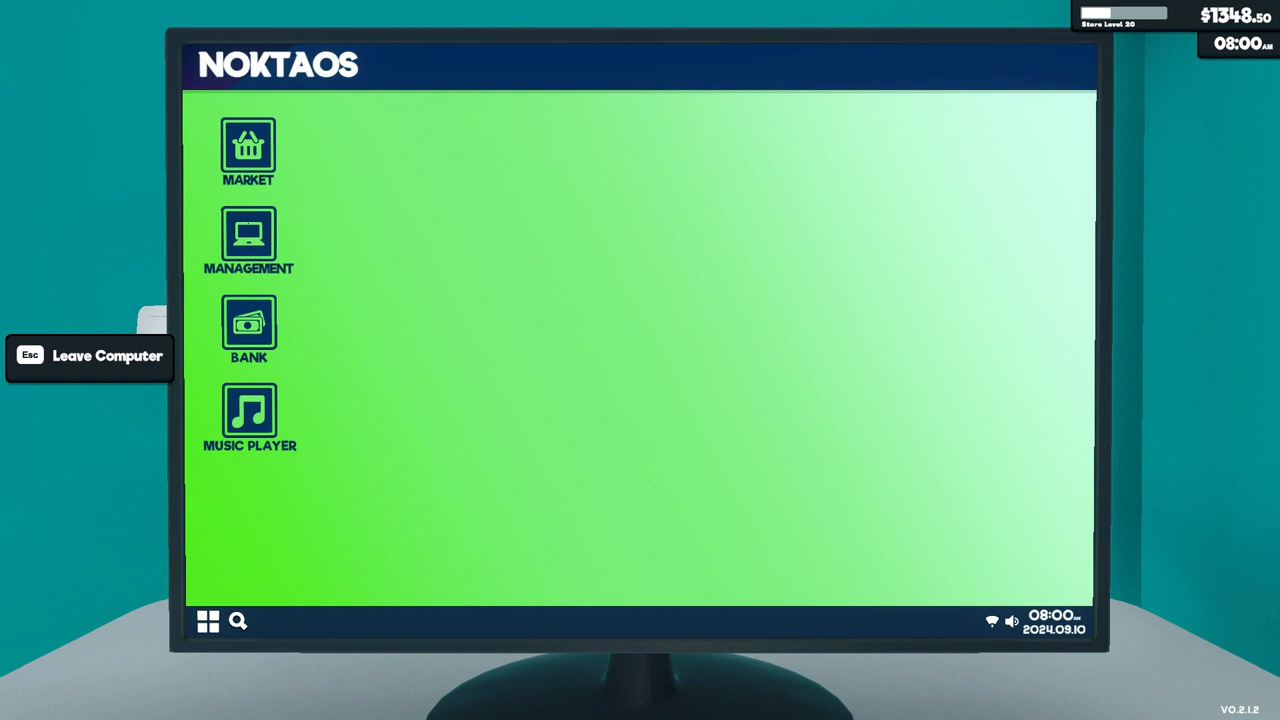 $1348.50
Store Level 20
08:00AM
NOKTAOS
MARKET
MANAGEMENT
BANK
MUSIC PLAYER
Esc Leave Computer
08:00AM
2024.09.10
V0.2.1.2